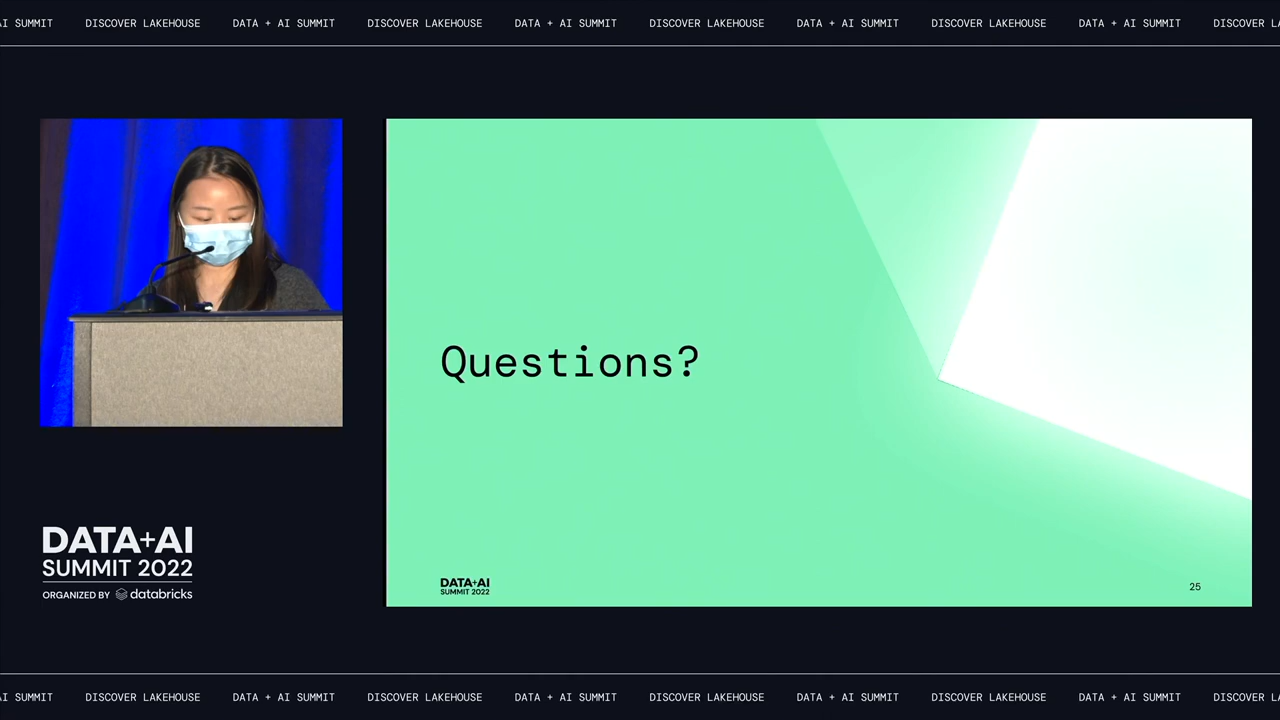 AI SUMMIT DISCOVER LAKEHOUSE DATA + AI SUMMIT DISCOVER LAKEHOUSE DATA + AI SUMMIT DISCOVER LAKEHOUSE DATA + AI SUMMIT DISCOVER LAKEHOUSE DATA + AI SUMMIT DISCOVER LA
Questions?
DATA+AI
SUMMIT 2022
25
DATA+AI
SUMMIT 2022
ORGANIZED BY databricks
AI SUMMIT DISCOVER LAKEHOUSE DATA + AI SUMMIT DISCOVER LAKEHOUSE DATA + AI SUMMIT DISCOVER LAKEHOUSE DATA + AI SUMMIT DISCOVER LAKEHOUSE DATA + AI SUMMIT DISCOVER LA